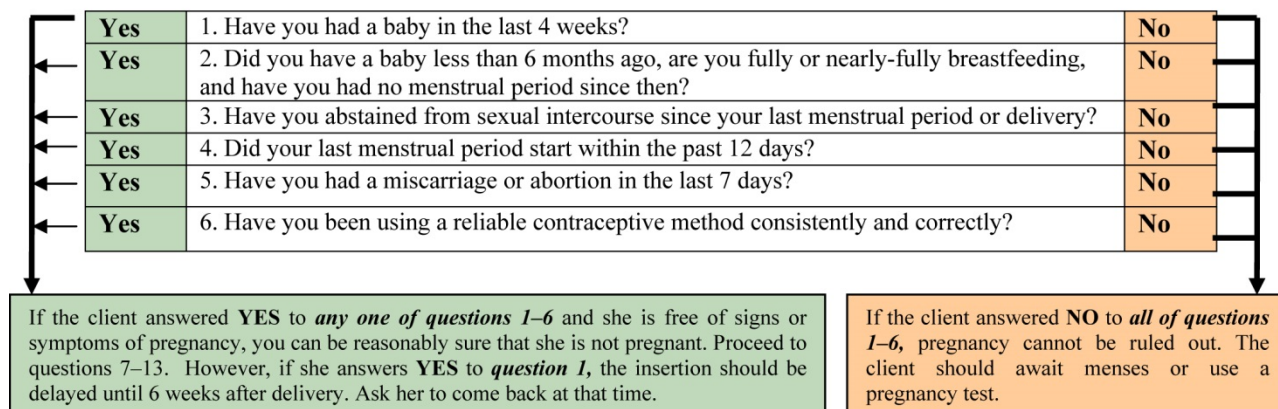 Yes 1. Have you had a baby in the last 4 weeks? No
Yes 2. Did you have a baby less than 6 months ago, are you fully or nearly-fully breastfeeding, No
and have you had no menstrual period since then?
Yes 3. Have you abstained from sexual intercourse since your last menstrual period or delivery? No
Yes 4. Did your last menstrual period start within the past 12 days? No
Yes 5. Have you had a miscarriage or abortion in the last 7 days? No
Yes 6. Have you been using a reliable contraceptive method consistently and correctly? No
If the client answered YES to any one of questions 1–6 and she is free of signs or
symptoms of pregnancy, you can be reasonably sure that she is not pregnant. Proceed to
questions 7–13. However, if she answers YES to question 1, the insertion should be
delayed until 6 weeks after delivery. Ask her to come back at that time.
If the client answered NO to all of questions
1–6, pregnancy cannot be ruled out. The
client should await menses or use a
pregnancy test.